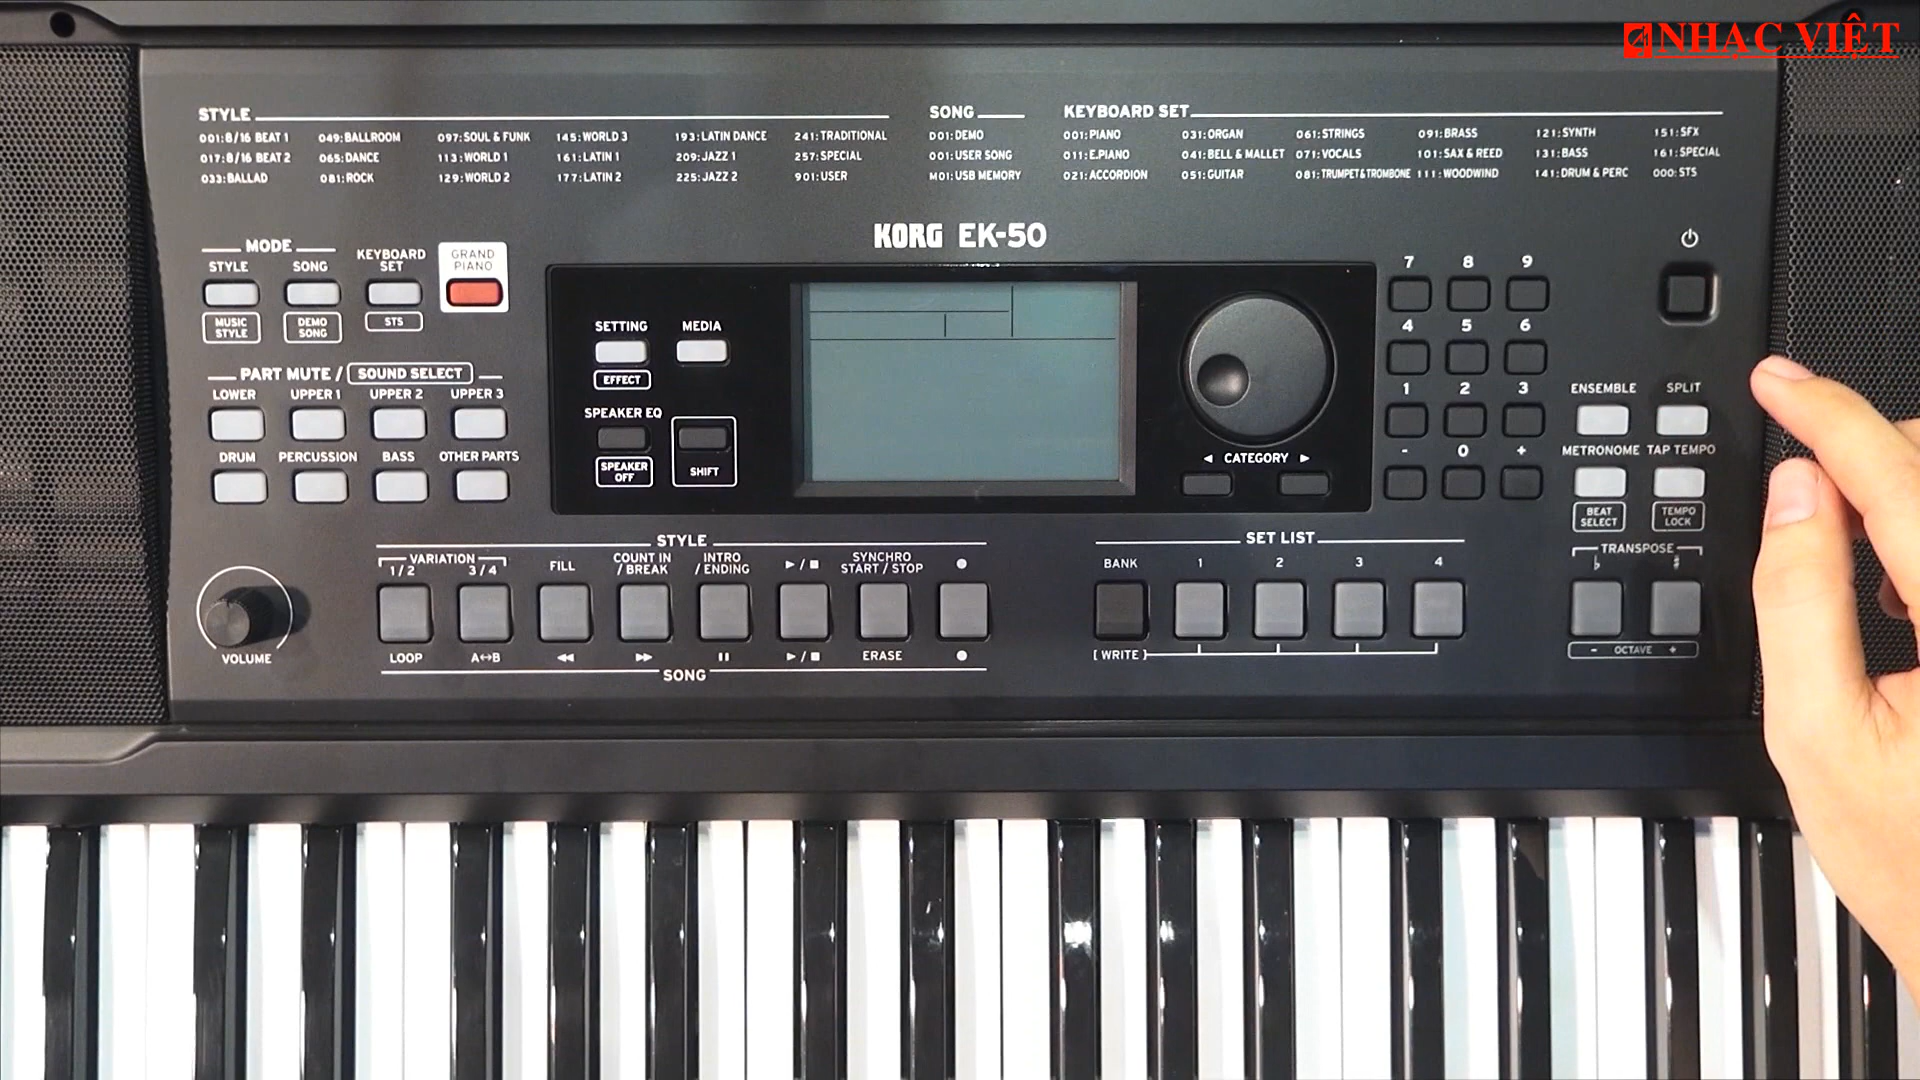 NHẠC VIỆT
STYLE
001:8/16 BEAT 1 049:BALLROOM 097:SOUL & FUNK 145:WORLD 3 193:LATIN DANCE 241:TRADITIONAL
017:8/16 BEAT 2 065:DANCE 113:WORLD 1 161:LATIN 1 209:JAZZ 1 257:SPECIAL
033:BALLAD 081:ROCK 129:WORLD 2 177:LATIN 2 225:JAZZ 2 901:USER
SONG
D01:DEMO
001:USER SONG
M01:USB MEMORY
KEYBOARD SET
001:PIANO 031:ORGAN 061:STRINGS 091:BRASS 121:SYNTH 151:SFX
011:E.PIANO 041:BELL & MALLET 071:VOCALS 101:SAX & REED 131:BASS 161:SPECIAL
021:ACCORDION 051:GUITAR 081:TRUMPET&TROMBONE 111:WOODWIND 141:DRUM & PERC 000:STS
KORG EK-50
MODE
STYLE SONG KEYBOARD SET GRAND PIANO
MUSIC STYLE DEMO SONG STS
PART MUTE / SOUND SELECT
LOWER UPPER 1 UPPER 2 UPPER 3
DRUM PERCUSSION BASS OTHER PARTS
SETTING MEDIA
EFFECT
SPEAKER EQ
SPEAKER OFF SHIFT
◄ CATEGORY ►
7 8 9
4 5 6
1 2 3
- 0 +
ENSEMBLE SPLIT
METRONOME TAP TEMPO
BEAT SELECT TEMPO LOCK
TRANSPOSE
♭ ♯
- OCTAVE +
VOLUME
STYLE
VARIATION
1/2 3/4 FILL COUNT IN / BREAK INTRO / ENDING ►/■ SYNCHRO START / STOP ●
LOOP A↔B ◄◄ ►► ▮▮ ►/■ ERASE ●
SONG
SET LIST
BANK 1 2 3 4
[WRITE]